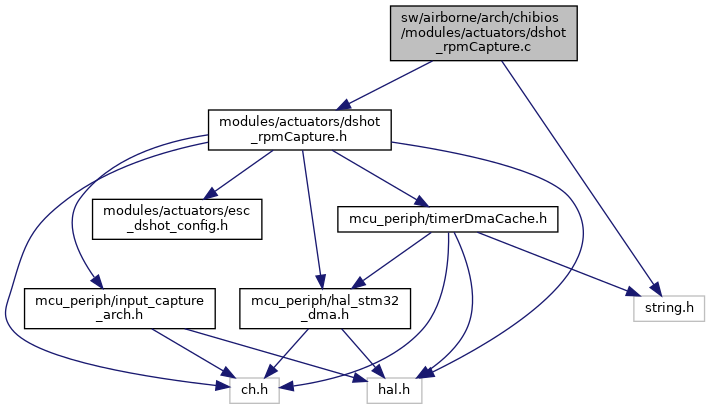 sw/airborne/arch/chibios
/modules/actuators/dshot
_rpmCapture.c
modules/actuators/dshot
_rpmCapture.h
modules/actuators/esc
_dshot_config.h
mcu_periph/timerDmaCache.h
mcu_periph/input_capture
_arch.h
mcu_periph/hal_stm32
_dma.h
string.h
ch.h
hal.h